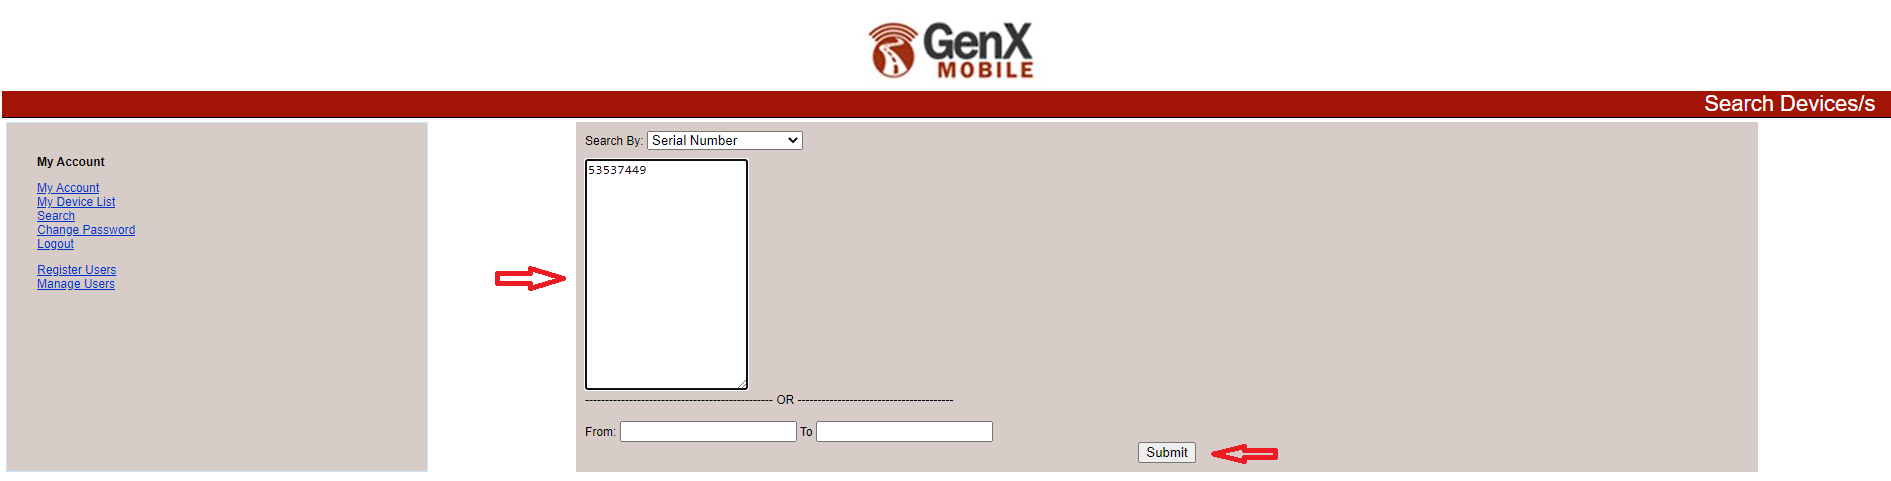 GenX
MOBILE
Search Devices/s
My Account
My Account
My Device List
Search
Change Password
Logout
Register Users
Manage Users
Search By: Serial Number
53537449
----------------------------------------------- OR ---------------------------------------
From: To
Submit